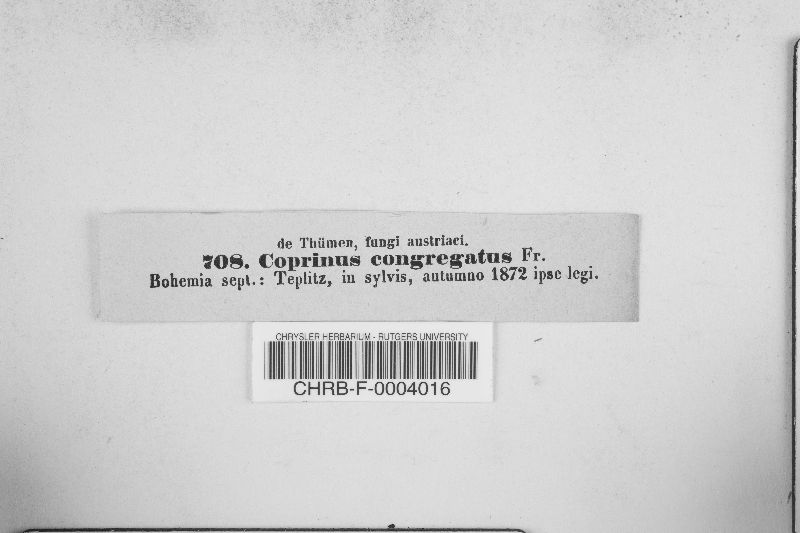 de Thümen, fungi austriaci.
708. Coprinus congregatus Fr.
Bohemia sept.: Teplitz, in sylvis, autumno 1872 ipse legi.
CHRYSLER HERBARIUM - RUTGERS UNIVERSITY
CHRB-F-0004016